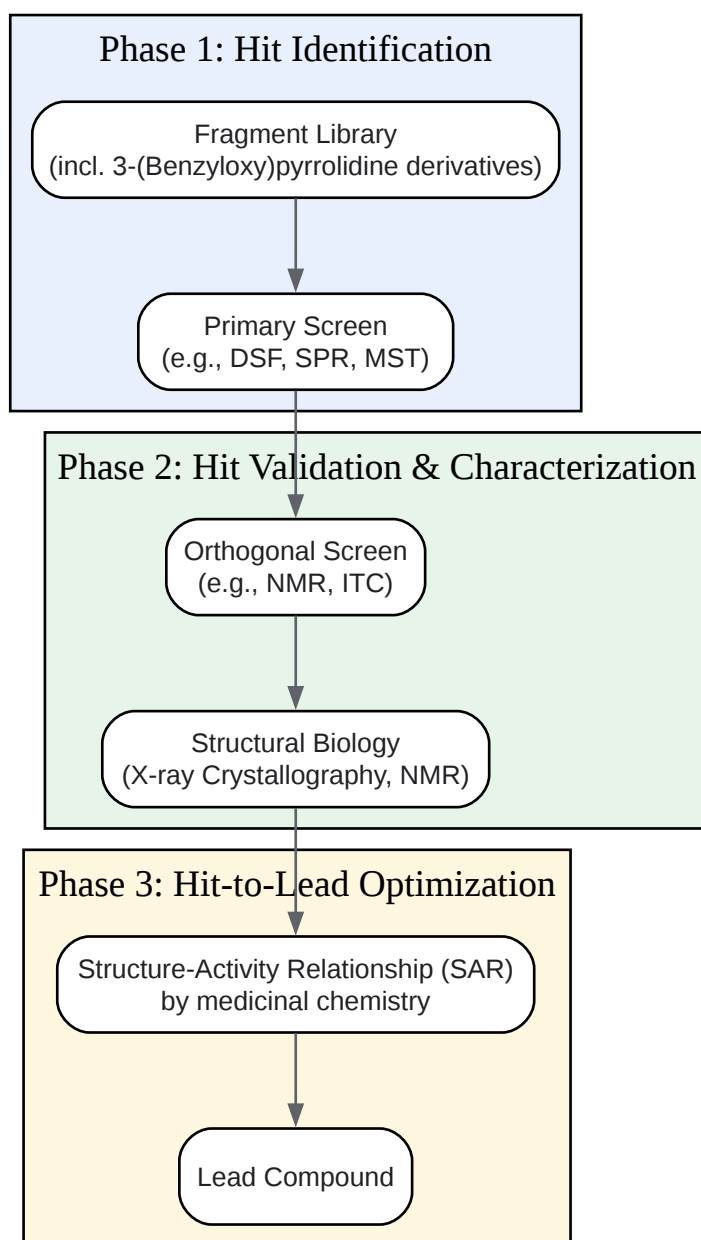 Phase 1: Hit Identification
Fragment Library
(incl. 3-(Benzyloxy)pyrrolidine derivatives)
Primary Screen
(e.g., DSF, SPR, MST)
Phase 2: Hit Validation & Characterization
Orthogonal Screen
(e.g., NMR, ITC)
Structural Biology
(X-ray Crystallography, NMR)
Phase 3: Hit-to-Lead Optimization
Structure-Activity Relationship (SAR)
by medicinal chemistry
Lead Compound